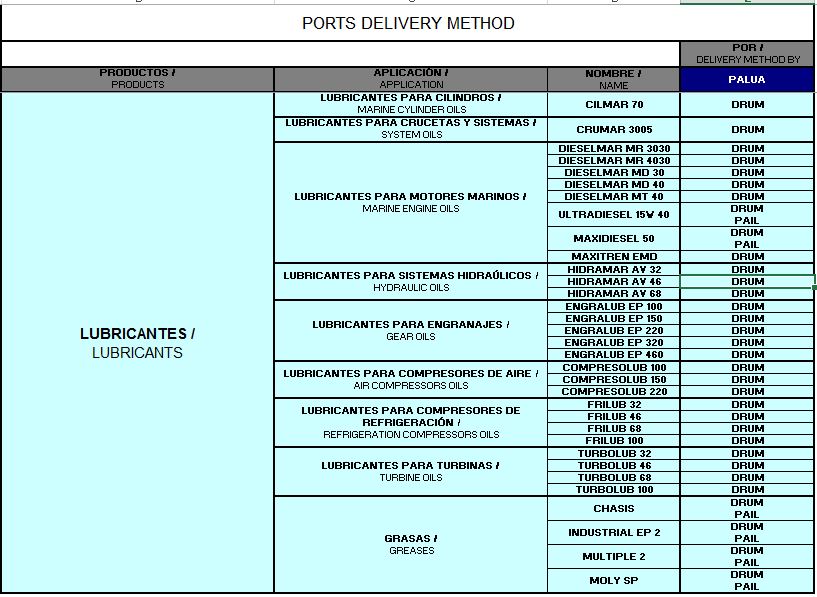 PORTS DELIVERY METHOD
POR /
DELIVERY METHOD BY
PRODUCTOS /
PRODUCTS
APLICACIÓN /
APPLICATION
NOMBRE /
NAME
PALUA
LUBRICANTES /
LUBRICANTS
LUBRICANTES PARA CILINDROS /
MARINE CYLINDER OILS
CILMAR 70 DRUM
LUBRICANTES PARA CRUCETAS Y SISTEMAS /
SYSTEM OILS
CRUMAR 3005 DRUM
LUBRICANTES PARA MOTORES MARINOS /
MARINE ENGINE OILS
DIESELMAR MR 3030 DRUM
DIESELMAR MR 4030 DRUM
DIESELMAR MD 30 DRUM
DIESELMAR MD 40 DRUM
DIESELMAR MT 40 DRUM
ULTRADIESEL 15W 40 DRUM
PAIL
MAXIDIESEL 50 DRUM
PAIL
MAXITREN EMD DRUM
LUBRICANTES PARA SISTEMAS HIDRAÚLICOS /
HYDRAULIC OILS
HIDRAMAR AV 32 DRUM
HIDRAMAR AV 46 DRUM
HIDRAMAR AV 68 DRUM
LUBRICANTES PARA ENGRANAJES /
GEAR OILS
ENGRALUB EP 100 DRUM
ENGRALUB EP 150 DRUM
ENGRALUB EP 220 DRUM
ENGRALUB EP 320 DRUM
ENGRALUB EP 460 DRUM
LUBRICANTES PARA COMPRESORES DE AIRE /
AIR COMPRESSORS OILS
COMPRESOLUB 100 DRUM
COMPRESOLUB 150 DRUM
COMPRESOLUB 220 DRUM
LUBRICANTES PARA COMPRESORES DE
REFRIGERACIÓN /
REFRIGERATION COMPRESSORS OILS
FRILUB 32 DRUM
FRILUB 46 DRUM
FRILUB 68 DRUM
FRILUB 100 DRUM
LUBRICANTES PARA TURBINAS /
TURBINE OILS
TURBOLUB 32 DRUM
TURBOLUB 46 DRUM
TURBOLUB 68 DRUM
TURBOLUB 100 DRUM
GRASAS /
GREASES
CHASIS DRUM
PAIL
INDUSTRIAL EP 2 DRUM
PAIL
MULTIPLE 2 DRUM
PAIL
MOLY SP DRUM
PAIL